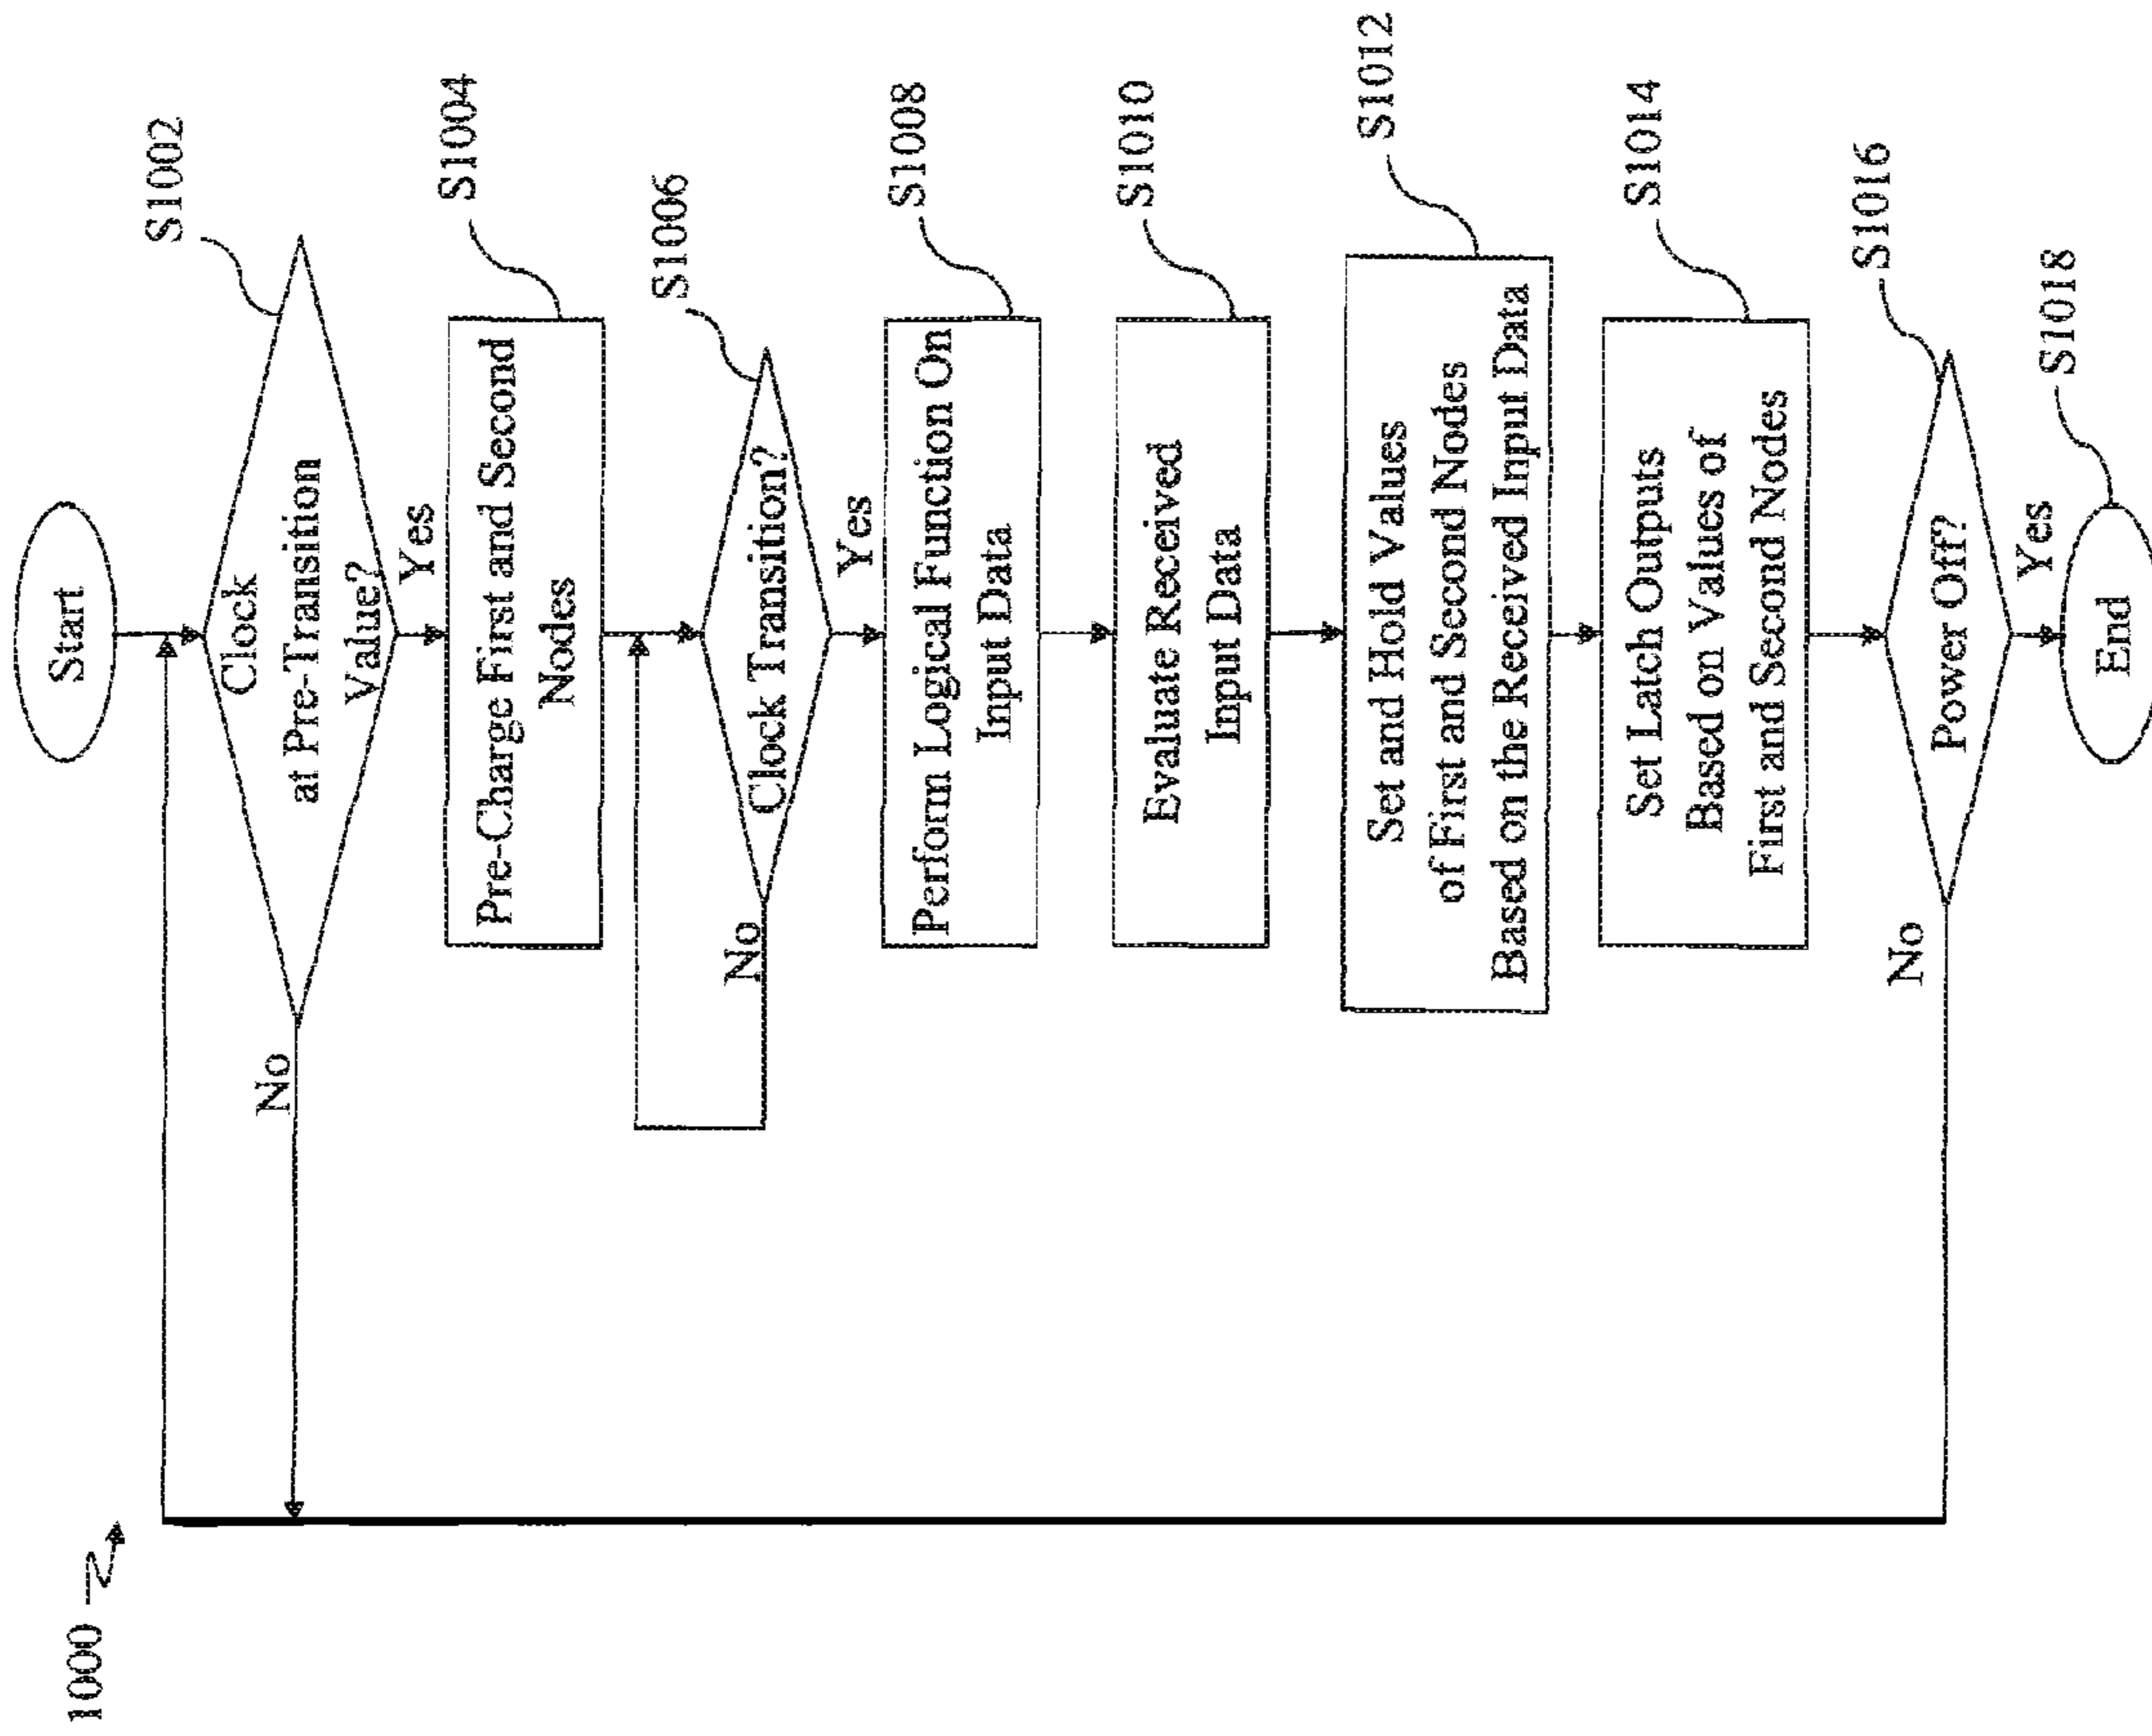 1000
Start
Clock
at Pre-Transition
Value?
S1002
No
Yes
Pre-Charge First and Second
Nodes
S1004
Clock Transition?
S1006
No
Yes
Perform Logical Function On
Input Data
S1008
Evaluate Received
Input Data
S1010
Set and Hold Values
of First and Second Nodes
Based on the Received Input Data
S1012
Set Latch Outputs
Based on Values of
First and Second Nodes
S1014
Power Off?
S1016
No
Yes
End
S1018